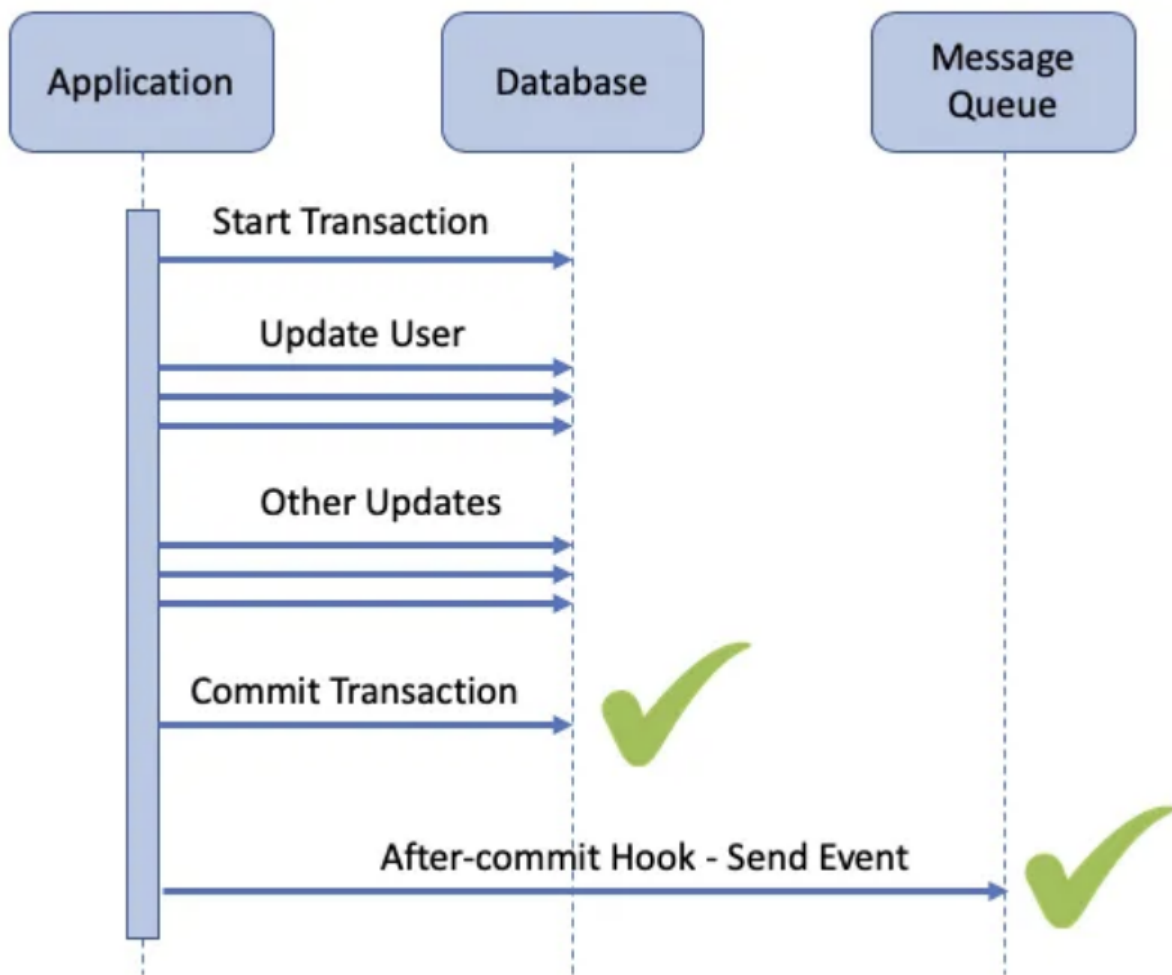 Application
Database
Message
Queue
Start Transaction
Update User
Other Updates
Commit Transaction
After-commit Hook - Send Event